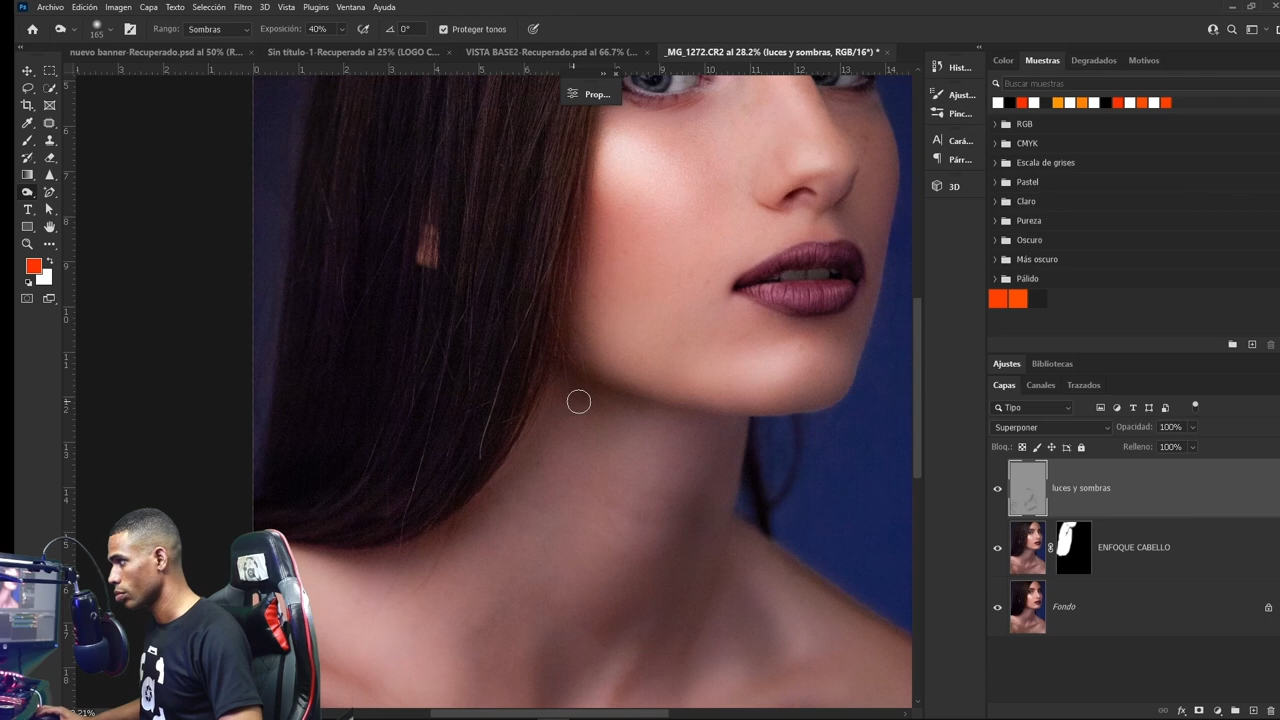 Ps Archivo Edición Imagen Capa Texto Selección Filtro 3D Vista Plugins Ventana Ayuda
165 Rango: Sombras Exposición: 40% 0° Proteger tonos
nuevo banner-Recuperado.psd al 50% (R... × Sin título-1-Recuperado al 25% (LOGO C... × VISTA BASE2-Recuperado.psd al 66.7% (... × _MG_1272.CR2 al 28.2% (luces y sombras, RGB/16*) * ×
Prop...
Hist...
Ajust...
Pinc...
Cará...
Párr...
3D
Color Muestras Degradados Motivos
Buscar muestras
RGB
CMYK
Escala de grises
Pastel
Claro
Pureza
Oscuro
Más oscuro
Pálido
Ajustes Bibliotecas
Capas Canales Trazados
Tipo
Superponer Opacidad: 100%
Bloq.: Relleno: 100%
luces y sombras
ENFOQUE CABELLO
Fondo